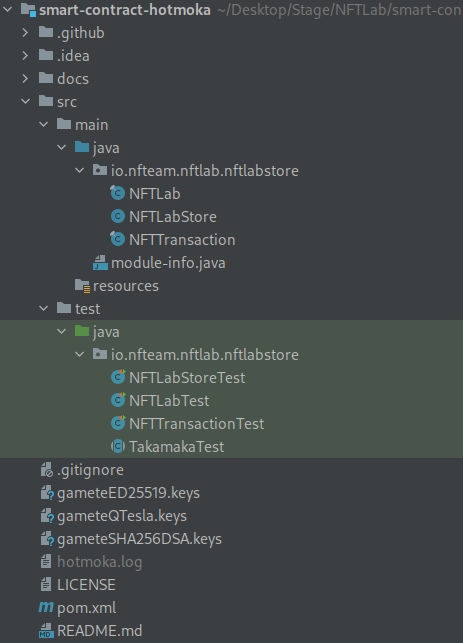 smart-contract-hotmoka ~/Desktop/Stage/NFTLab/smart-con
.github
.idea
docs
src
main
java
io.nfteam.nftlab.nftlabstore
NFTLab
NFTLabStore
NFTTransaction
module-info.java
resources
test
java
io.nfteam.nftlab.nftlabstore
NFTLabStoreTest
NFTLabTest
NFTTransactionTest
TakamakaTest
.gitignore
gameteED25519.keys
gameteQTesla.keys
gameteSHA256DSA.keys
hotmoka.log
LICENSE
pom.xml
README.md